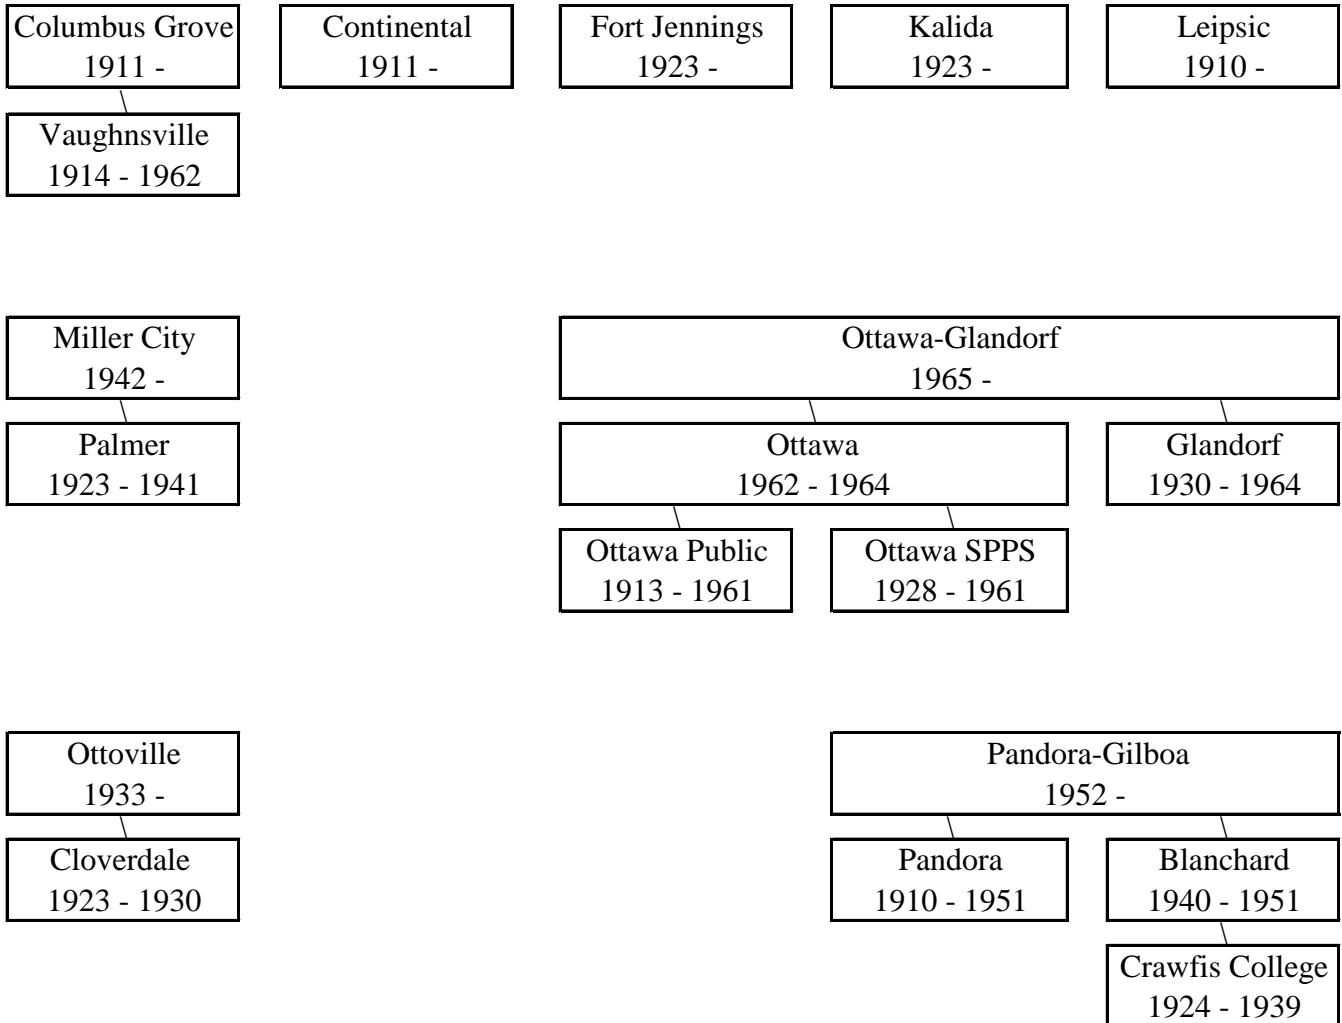 Columbus Grove
1911 -
Continental
1911 -
Fort Jennings
1923 -
Kalida
1923 -
Leipsic
1910 -
Vaughnsville
1914 - 1962
Miller City
1942 -
Ottawa-Glandorf
1965 -
Palmer
1923 - 1941
Ottawa
1962 - 1964
Glandorf
1930 - 1964
Ottawa Public
1913 - 1961
Ottawa SPPS
1928 - 1961
Ottoville
1933 -
Pandora-Gilboa
1952 -
Cloverdale
1923 - 1930
Pandora
1910 - 1951
Blanchard
1940 - 1951
Crawfis College
1924 - 1939